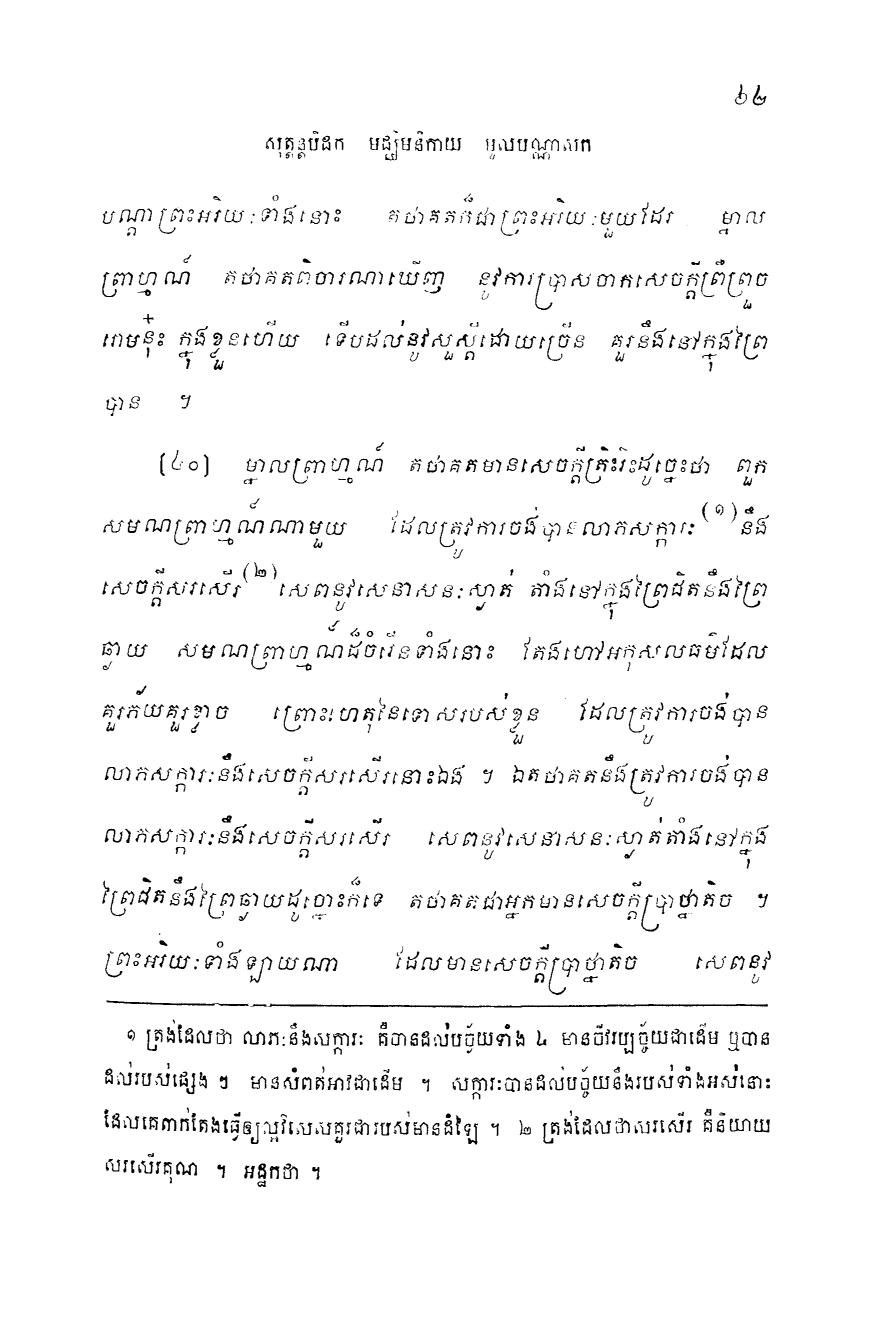 ៦២
សុត្តន្តបិដក មជ្ឈិមនិកាយ មូលបណ្ណាសក
បណ្តាព្រះអរិយៈទាំងនោះ តថាគតក៏ជាព្រះអរិយៈមួយដែរ ម្នាល
ព្រាហ្មណ៍ តថាគតពិចារណាឃើញ នូវការប្រាសចាកសេចក្តីព្រឺព្រួច
រោមនុ៎ះ ក្នុងខ្លួនហើយ ទើបដល់នូវសួស្តីដោយច្រើន គួរនឹងនៅក្នុងព្រៃ
បាន ។
(៤០) ម្នាលព្រាហ្មណ៍ តថាគតមានសេចក្តីត្រិះរិះដូច្នេះថា ពួក
សមណព្រាហ្មណ៍ណាមួយ ដែលត្រូវការចង់បានលាភសក្ការៈ(១)នឹង
សេចក្តីសរសើរ(២)សេពនូវសេនាសនៈស្ងាត់ តាំងនៅក្នុងព្រៃជិតនឹងព្រៃ
ឆ្ងាយ សមណព្រាហ្មណ៍ដ៏ចំរើនទាំងនោះ តែងហៅអកុសលធម៌ដែល
គួរភ័យគួរខ្លាច ព្រោះហេតុនៃទោសរបស់ខ្លួន ដែលត្រូវការចង់បាន
លាភសក្ការៈនឹងសេចក្តីសរសើរនោះឯង ។ ឯតថាគតនឹងត្រូវការចង់បាន
លាភសក្ការៈនឹងសេចក្តីសរសើរ សេពនូវសេនាសនៈស្ងាត់តាំងនៅក្នុង
ព្រៃជិតនឹងព្រៃឆ្ងាយដូច្នោះក៏ទេ តថាគតជាអ្នកមានសេចក្តីប្រាថ្នាតិច ។
ព្រះអរិយៈទាំងឡាយណា ដែលមានសេចក្តីប្រាថ្នាតិច សេពនូវ
១ ត្រង់ដែលថា លាភៈនឹងសក្ការៈ គឺបានដល់បច្ច័យទាំង ៤ មានចីវរប្បច្ច័យជាដើម ឬបាន
ដល់របស់ផ្សេង ៗ មានសំពត់អាវជាដើម ។ សក្ការៈបានដល់បច្ច័យនឹងរបស់ទាំងអស់នោះ
ដែលគេតាក់តែងធ្វើឲ្យល្អវិសេសគួរជារបស់មានដំឡៃ ។ ២ ត្រង់ដែលថាសរសើរ គឺនិយាយ
សរសើរគុណ ។ អដ្ឋកថា ។